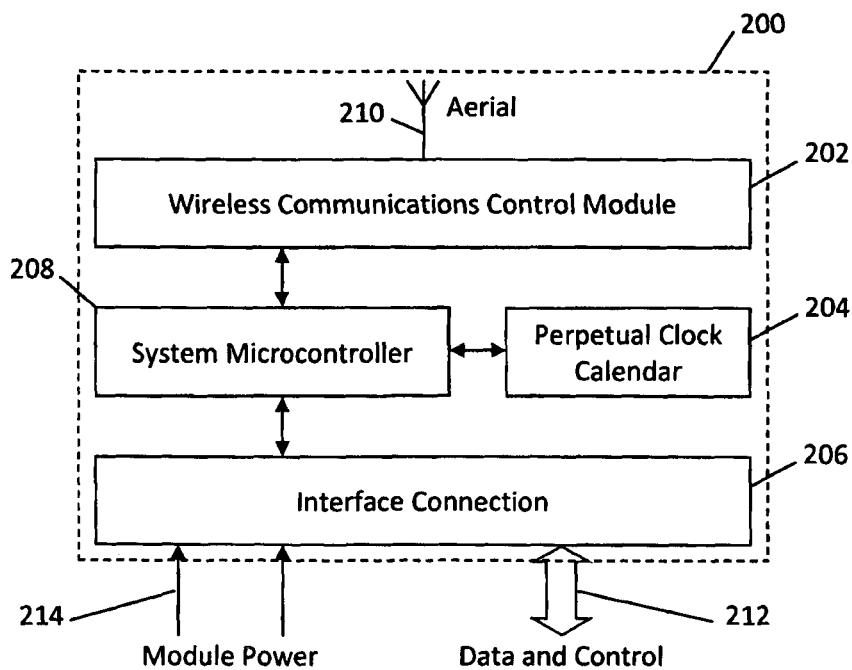 200
210
Aerial
202
Wireless Communications Control Module
208
204
System Microcontroller
Perpetual Clock
Calendar
206
Interface Connection
214
212
Module Power
Data and Control